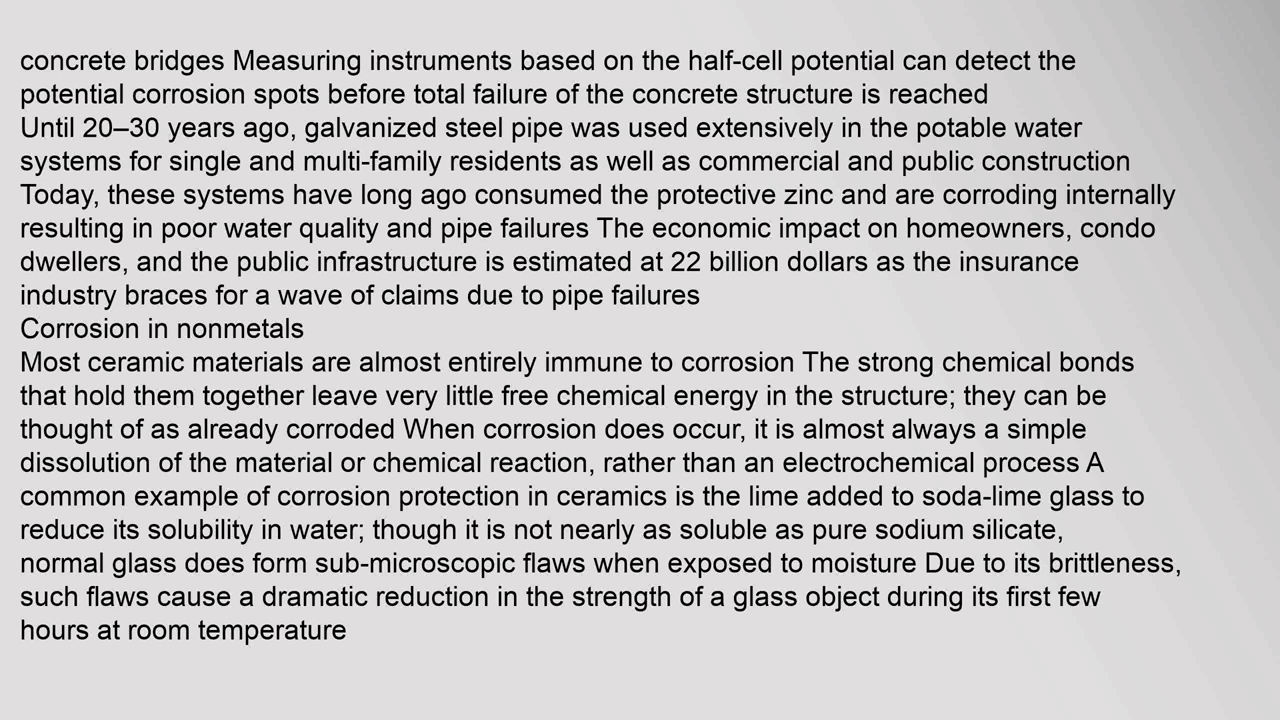 concrete bridges Measuring instruments based on the half-cell potential can detect the
potential corrosion spots before total failure of the concrete structure is reached
Until 20–30 years ago, galvanized steel pipe was used extensively in the potable water
systems for single and multi-family residents as well as commercial and public construction
Today, these systems have long ago consumed the protective zinc and are corroding internally
resulting in poor water quality and pipe failures The economic impact on homeowners, condo
dwellers, and the public infrastructure is estimated at 22 billion dollars as the insurance
industry braces for a wave of claims due to pipe failures
Corrosion in nonmetals
Most ceramic materials are almost entirely immune to corrosion The strong chemical bonds
that hold them together leave very little free chemical energy in the structure; they can be
thought of as already corroded When corrosion does occur, it is almost always a simple
dissolution of the material or chemical reaction, rather than an electrochemical process A
common example of corrosion protection in ceramics is the lime added to soda-lime glass to
reduce its solubility in water; though it is not nearly as soluble as pure sodium silicate,
normal glass does form sub-microscopic flaws when exposed to moisture Due to its brittleness,
such flaws cause a dramatic reduction in the strength of a glass object during its first few
hours at room temperature